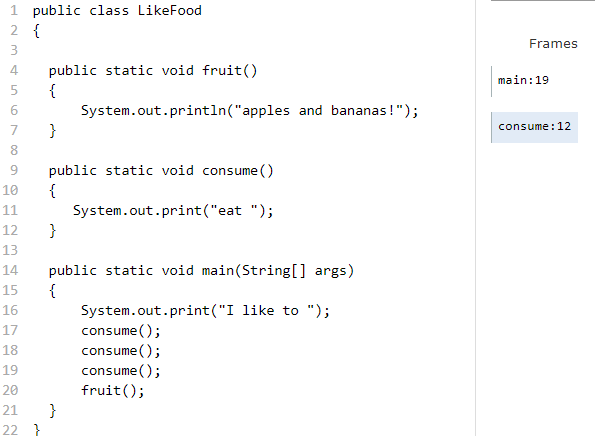 1 public class LikeFood
2 {
3
4 public static void fruit()
5 {
6 System.out.println("apples and bananas!");
7 }
8
9 public static void consume()
10 {
11 System.out.print("eat ");
12 }
13
14 public static void main(String[] args)
15 {
16 System.out.print("I like to ");
17 consume();
18 consume();
19 consume();
20 fruit();
21 }
22 }
Frames
main:19
consume:12